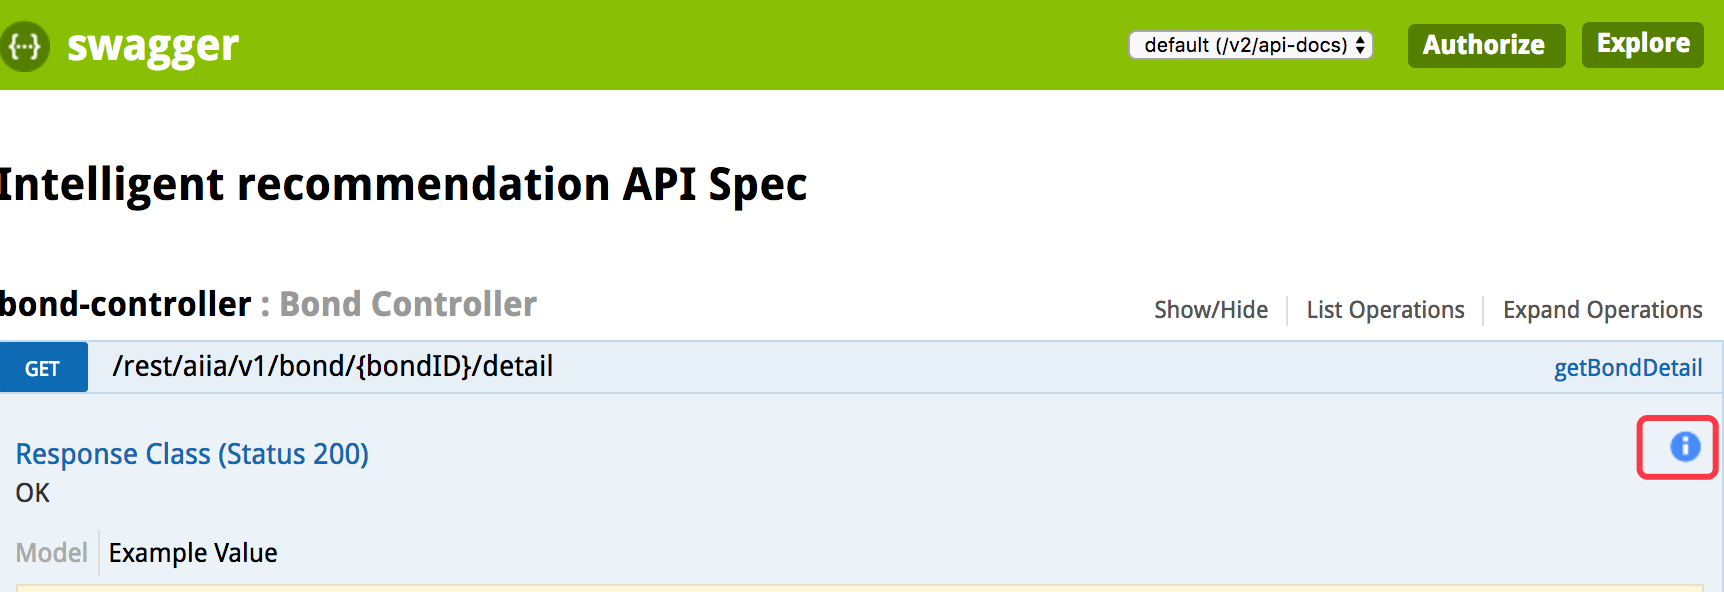 {···} swagger default (/v2/api-docs) Authorize Explore
Intelligent recommendation API Spec
bond-controller : Bond Controller Show/Hide List Operations Expand Operations
GET /rest/aiia/v1/bond/{bondID}/detail getBondDetail
Response Class (Status 200)
OK
Model Example Value